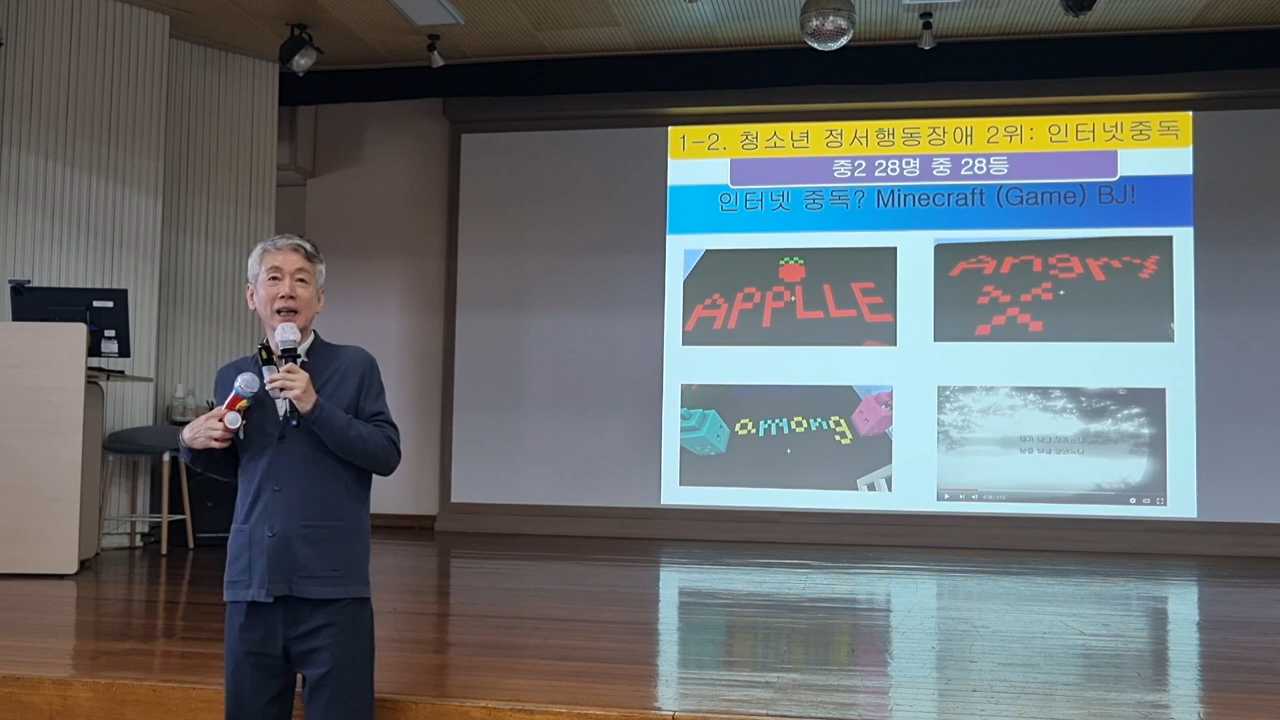 1-2. 청소년 정서행동장애 2위: 인터넷중독
중2 28명 중 28등
인터넷 중독? Minecraft (Game) BJ!
APPLLE
Angry
X
among